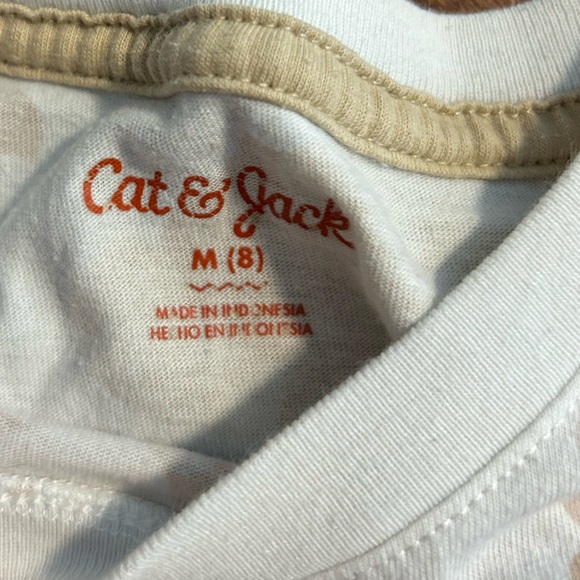 Cat & Jack
M (8)
MADE IN INDONESIA
HECHO EN INDONESIA